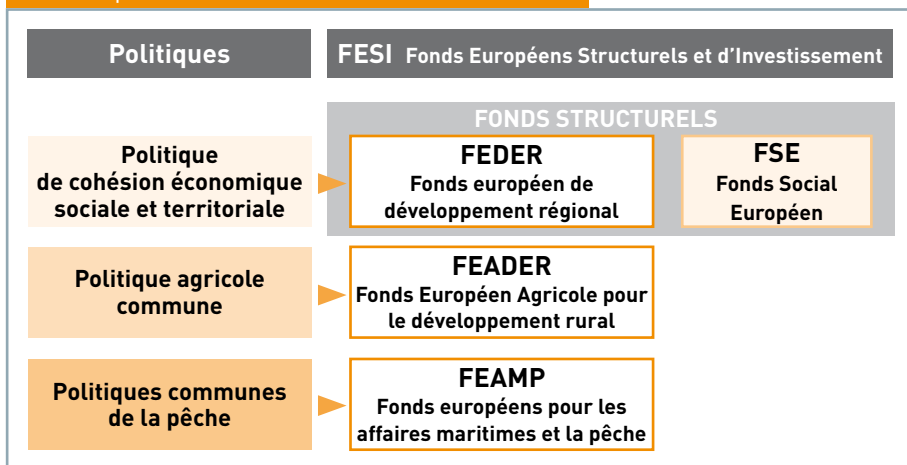 Politiques
FESI Fonds Européens Structurels et d'Investissement
FONDS STRUCTURELS
Politique
de cohésion économique
sociale et territoriale
FEDER
Fonds européen de
développement régional
FSE
Fonds Social
Européen
Politique agricole
commune
FEADER
Fonds Européen Agricole pour
le développement rural
Politiques communes
de la pêche
FEAMP
Fonds européens pour les
affaires maritimes et la pêche